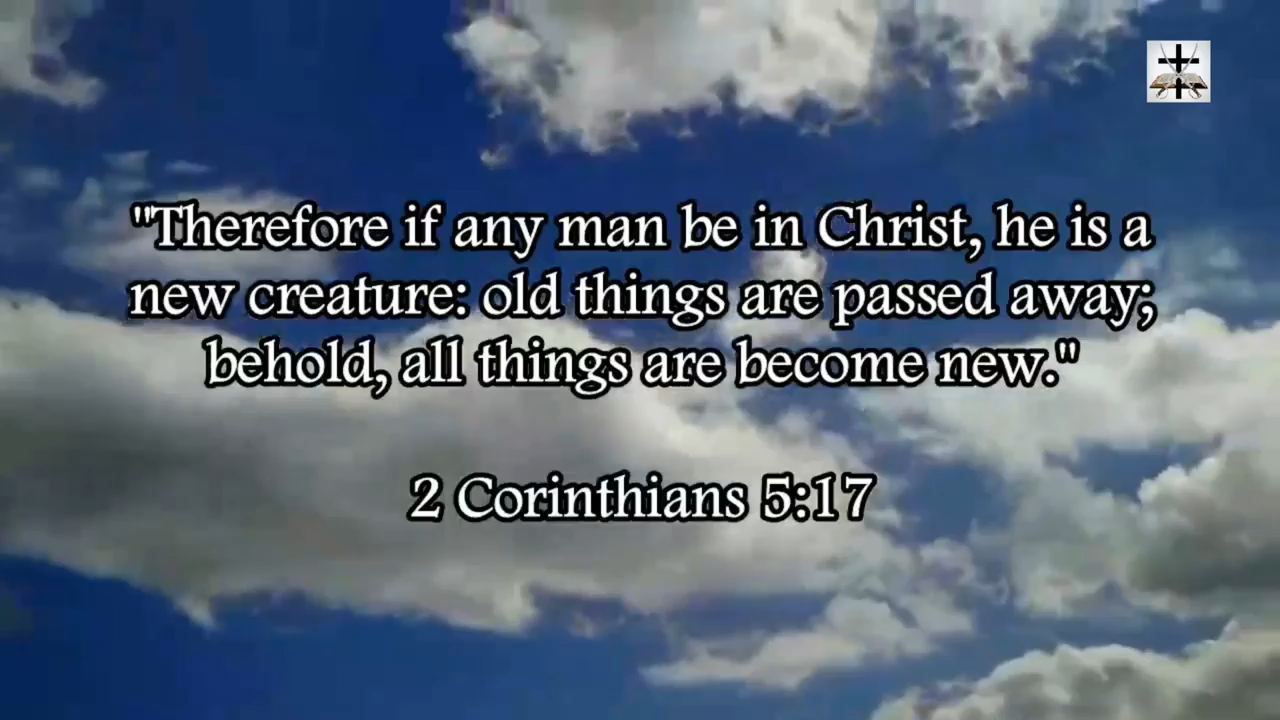 "Therefore if any man be in Christ, he is a
new creature: old things are passed away;
behold, all things are become new."
2 Corinthians 5:17